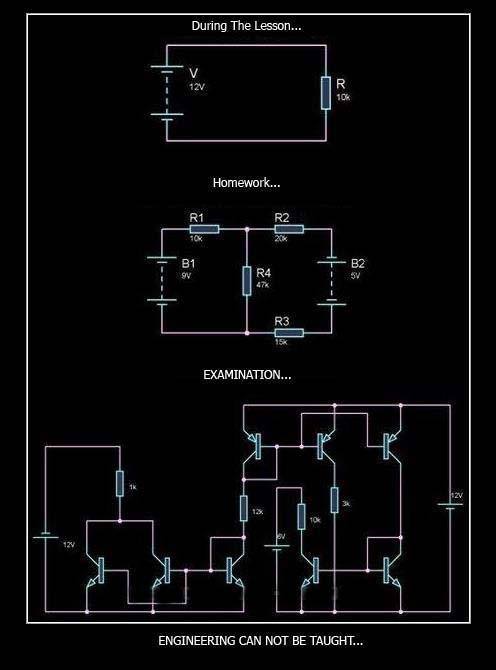 During The Lesson...
V
12V
R
10k
Homework...
R1
10k
R2
20k
B1
9V
R4
47k
B2
5V
R3
15k
EXAMINATION...
1k
12V
12k
6V
10k
3k
12V
ENGINEERING CAN NOT BE TAUGHT...